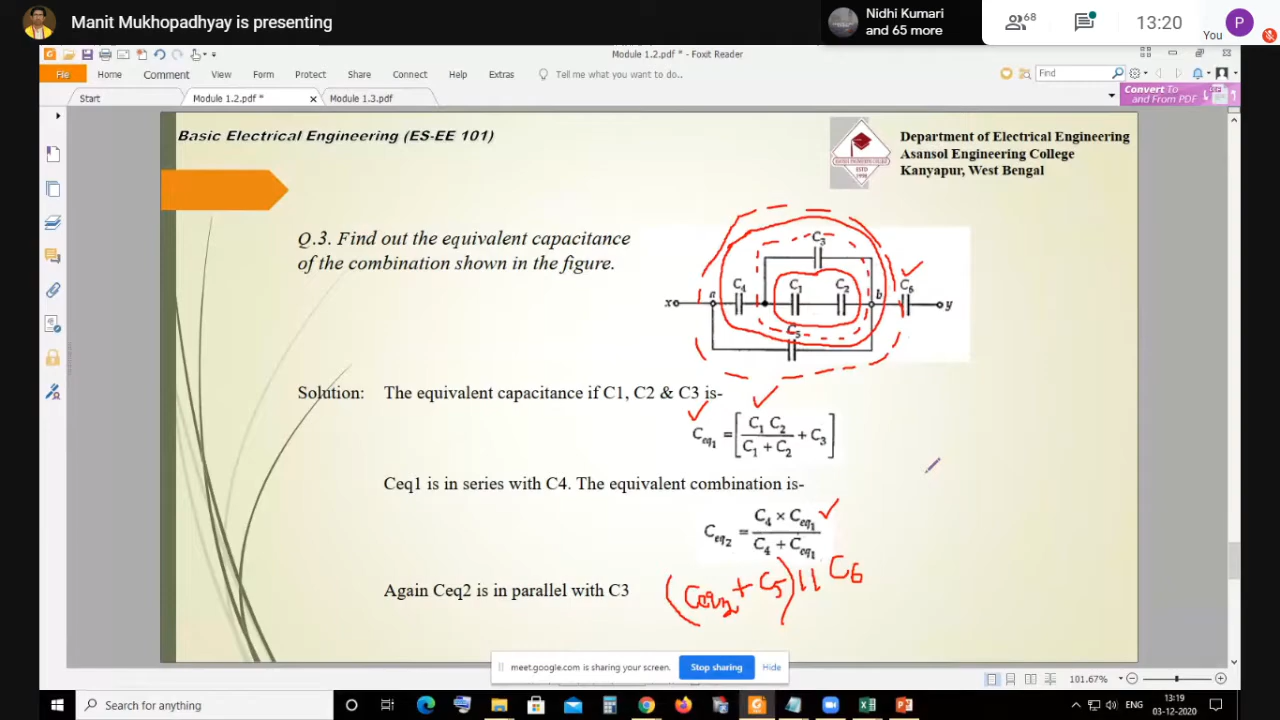 Manit Mukhopadhyay is presenting
Nidhi Kumari
and 65 more
68
13:20
You
P
Module 1.2.pdf * - Foxit Reader
File Home Comment View Form Protect Share Connect Help Extras Tell me what you want to do.. Find
Start Module 1.2.pdf * Module 1.3.pdf
Convert To
and From PDF
Basic Electrical Engineering (ES-EE 101)
Department of Electrical Engineering
Asansol Engineering College
Kanyapur, West Bengal
Q.3. Find out the equivalent capacitance
of the combination shown in the figure.
C3
C4 C1 C2 C6
x a b y
C5
Solution: The equivalent capacitance if C1, C2 & C3 is-
Ceq1 = [C1 C2 / C1 + C2 + C3]
Ceq1 is in series with C4. The equivalent combination is-
Ceq2 = C4 × Ceq1 / C4 + Ceq1
Again Ceq2 is in parallel with C3 (Ceq2 + C5) || C6
meet.google.com is sharing your screen. Stop sharing Hide
101.67%
Type here to search
ENG
13:19
03-12-2020